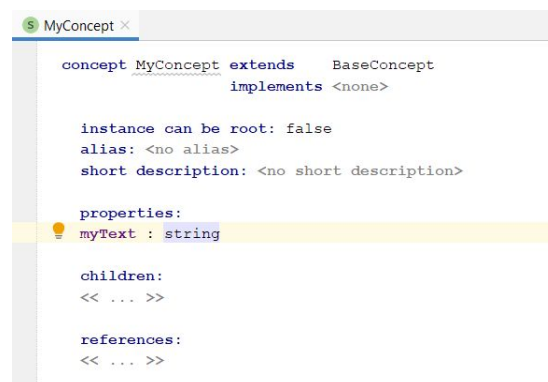 S MyConcept ×
concept MyConcept extends BaseConcept
implements <none>
instance can be root: false
alias: <no alias>
short description: <no short description>
properties:
myText : string
children:
<< ... >>
references:
<< ... >>